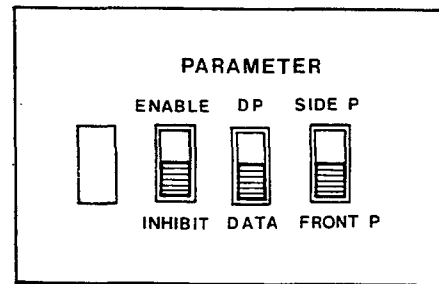 PARAMETER
ENABLE DP SIDE P
INHIBIT DATA FRONT P